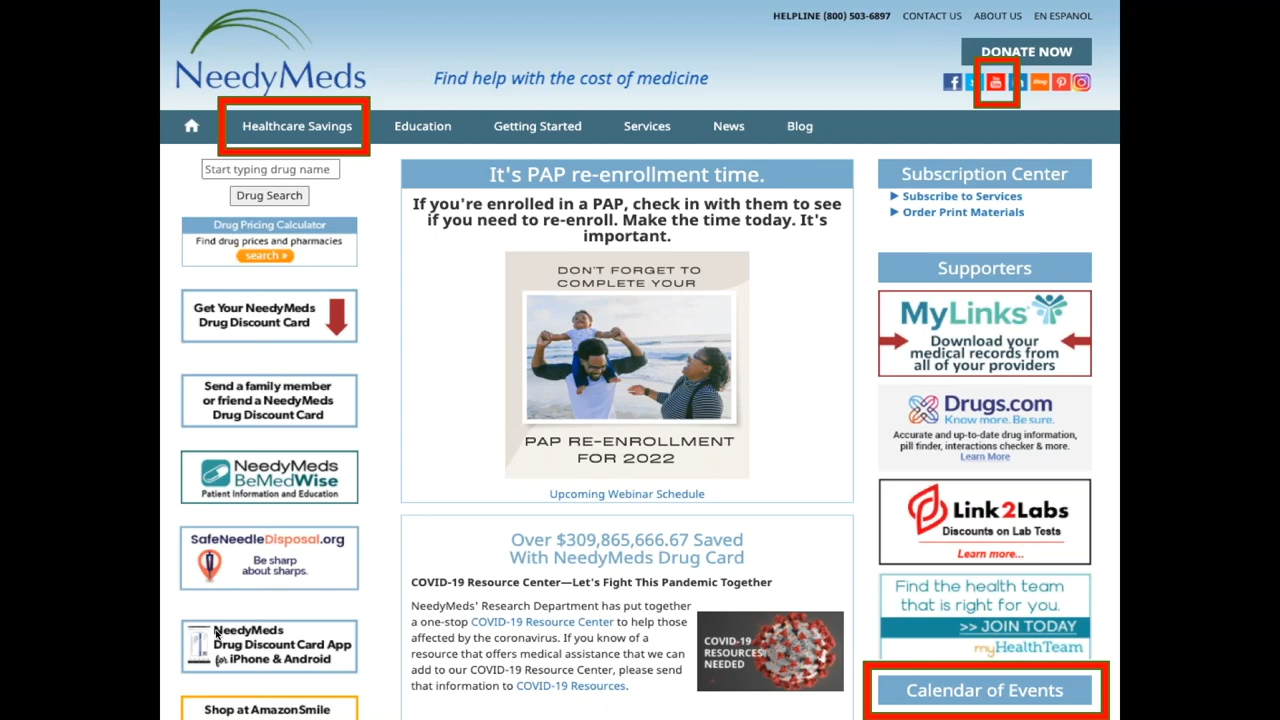 HELPLINE (800) 503-6897 CONTACT US ABOUT US EN ESPANOL
DONATE NOW
NeedyMeds
Find help with the cost of medicine
Healthcare Savings Education Getting Started Services News Blog
Start typing drug name
Drug Search
Drug Pricing Calculator
Find drug prices and pharmacies
search »
Get Your NeedyMeds
Drug Discount Card
Send a family member
or friend a NeedyMeds
Drug Discount Card
NeedyMeds
BeMedWise
Patient Information and Education
SafeNeedleDisposal.org
Be sharp
about sharps.
NeedyMeds
Drug Discount Card App
for iPhone & Android
Shop at AmazonSmile
It's PAP re-enrollment time.
If you're enrolled in a PAP, check in with them to see
if you need to re-enroll. Make the time today. It's
important.
DON'T FORGET TO
COMPLETE YOUR
PAP RE-ENROLLMENT
FOR 2022
Upcoming Webinar Schedule
Over $309,865,666.67 Saved
With NeedyMeds Drug Card
COVID-19 Resource Center—Let's Fight This Pandemic Together
NeedyMeds' Research Department has put together
a one-stop COVID-19 Resource Center to help those
affected by the coronavirus. If you know of a
resource that offers medical assistance that we can
add to our COVID-19 Resource Center, please send
that information to COVID-19 Resources.
COVID-19
RESOURCES
NEEDED
Subscription Center
Subscribe to Services
Order Print Materials
Supporters
MyLinks
Download your
medical records from
all of your providers
Drugs.com
Know more. Be sure.
Accurate and up-to-date drug information,
pill finder, interactions checker & more.
Learn More
Link2Labs
Discounts on Lab Tests
Learn more...
Find the health team
that is right for you.
>> JOIN TODAY
myHealthTeam
Calendar of Events